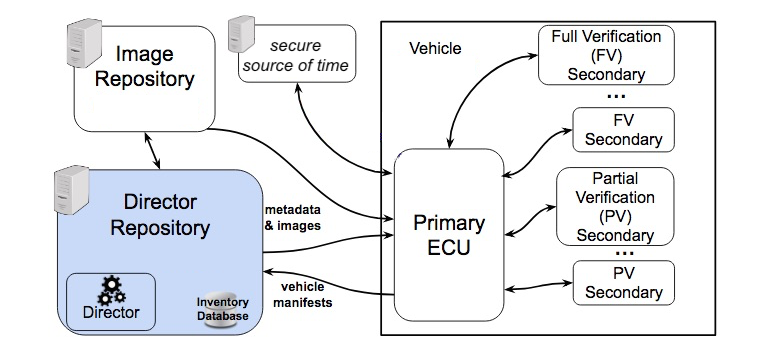 Image
Repository
secure
source of time
Vehicle
Full Verification
(FV)
Secondary
...
FV
Secondary
Partial
Verification
(PV)
Secondary
...
PV
Secondary
Primary
ECU
Director
Repository
metadata
& images
vehicle
manifests
Director
Inventory
Database